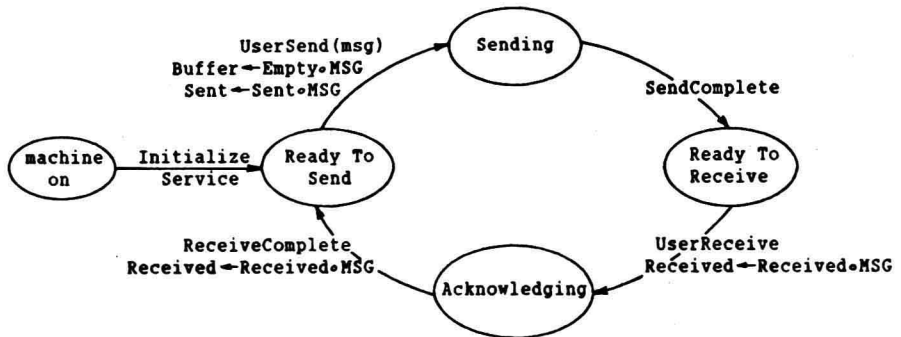 UserSend(msg)
Buffer←Empty∘MSG
Sent←Sent∘MSG
Sending
SendComplete
machine
on
Initialize
Service
Ready To
Send
Ready To
Receive
ReceiveComplete
Received←Received∘MSG
Acknowledging
UserReceive
Received←Received∘MSG